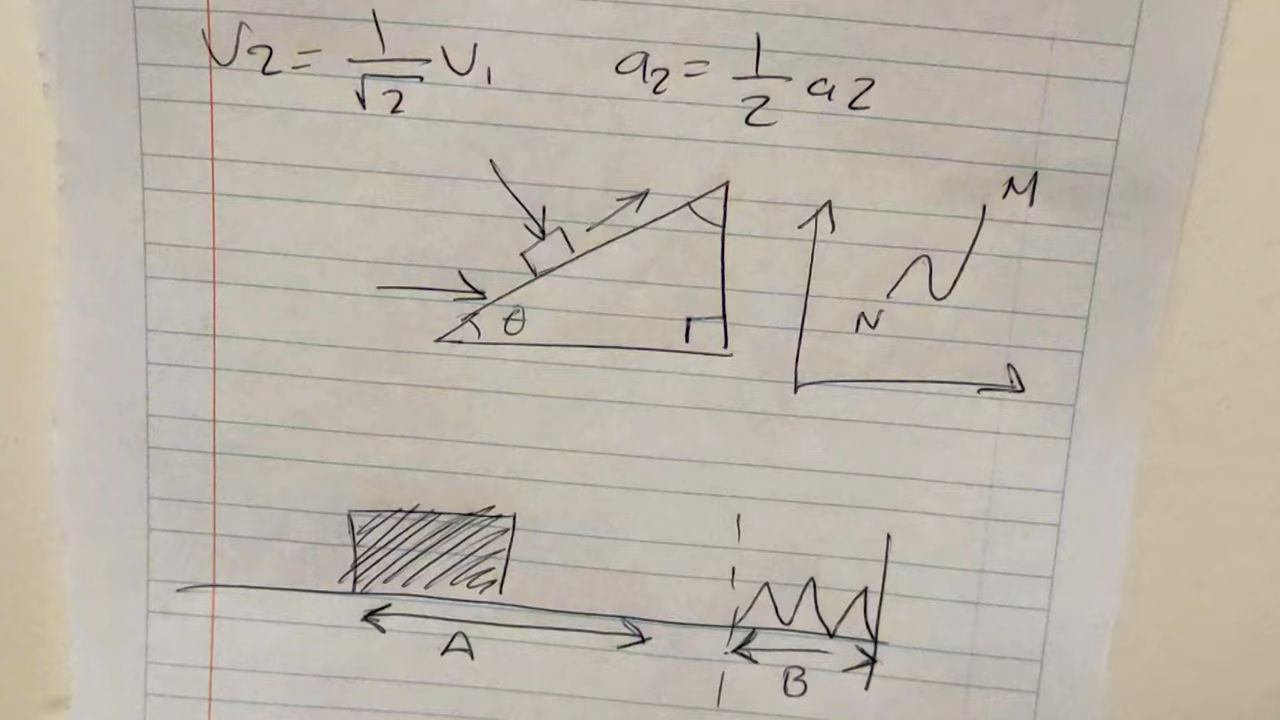 V2 = 1/√2 V1    a2 = 1/2 a2
M
N
θ
A
B